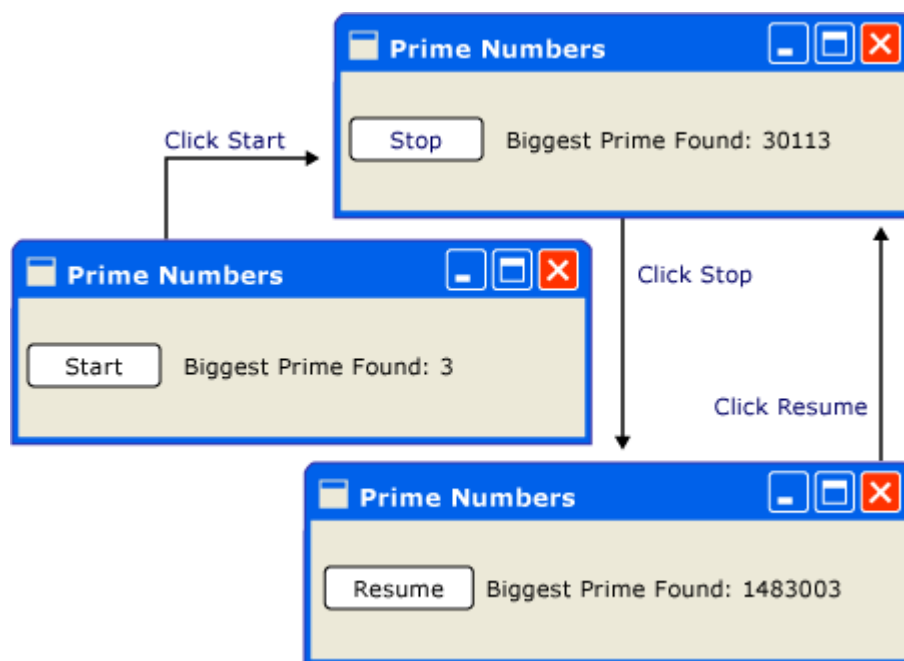 Prime Numbers
Click Start
Stop Biggest Prime Found: 30113
Prime Numbers
Click Stop
Start Biggest Prime Found: 3
Click Resume
Prime Numbers
Resume Biggest Prime Found: 1483003